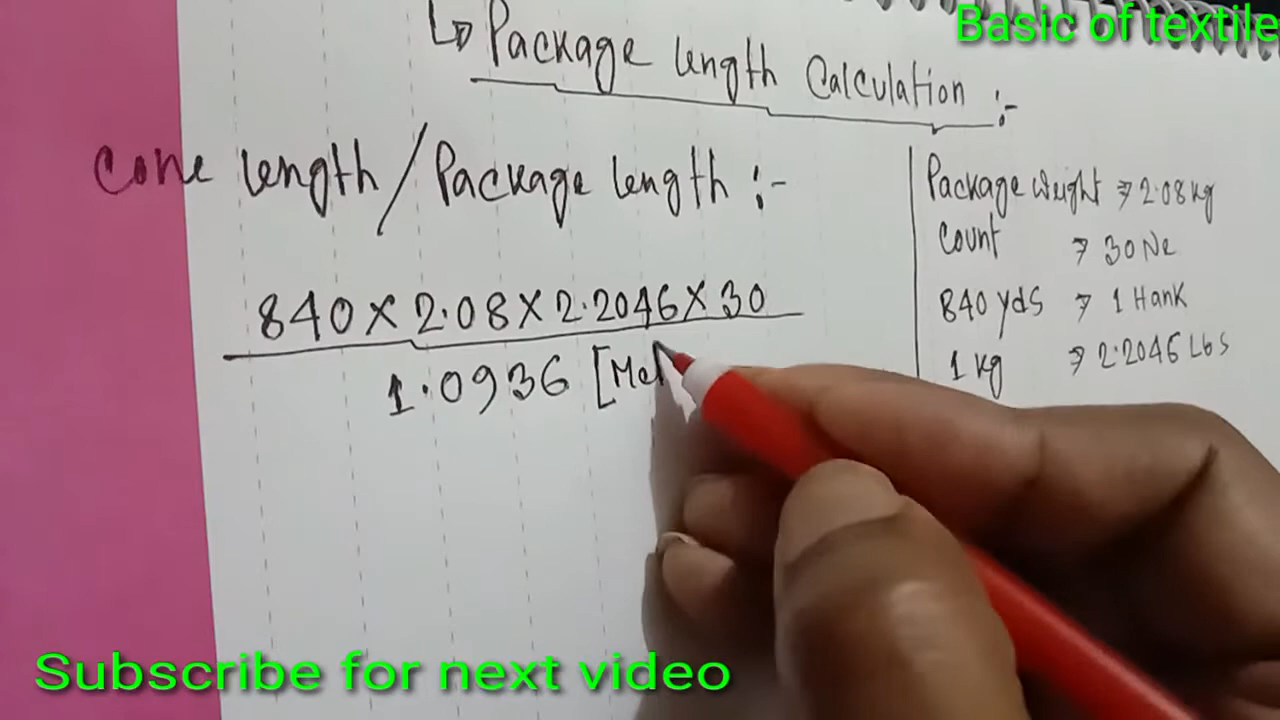 Basic of textile
↳ Package length Calculation :-
Cone length / Package length :-
Package Weight ⇒ 2.08 kg
Count ⇒ 30 Ne
840 yds ⇒ 1 Hank
1 kg ⇒ 2.2046 Lbs
840 × 2.08 × 2.2046 × 30
1.0936 [Met
Subscribe for next video